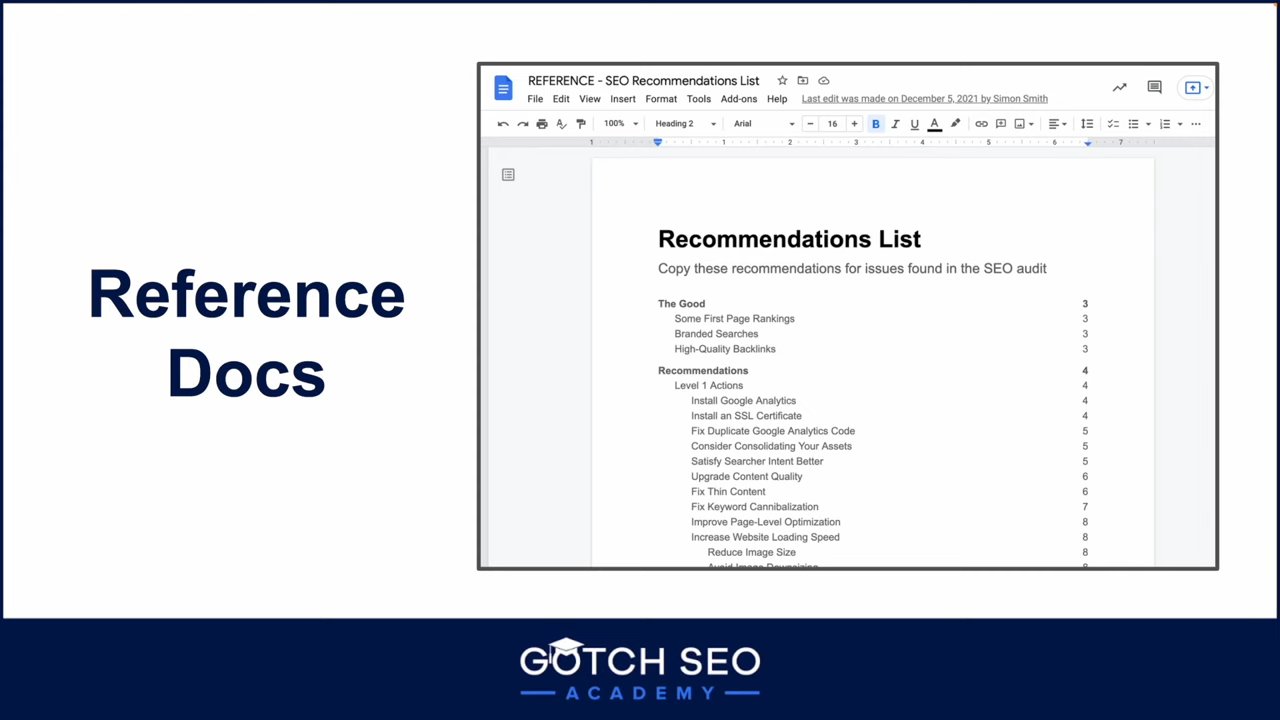 Reference
Docs
REFERENCE - SEO Recommendations List
File Edit View Insert Format Tools Add-ons Help Last edit was made on December 5, 2021 by Simon Smith
100% Heading 2 Arial − 16 + B I U A
1 1 2 3 4 5 6 7
Recommendations List
Copy these recommendations for issues found in the SEO audit
The Good 3
Some First Page Rankings 3
Branded Searches 3
High-Quality Backlinks 3
Recommendations 4
Level 1 Actions 4
Install Google Analytics 4
Install an SSL Certificate 4
Fix Duplicate Google Analytics Code 5
Consider Consolidating Your Assets 5
Satisfy Searcher Intent Better 5
Upgrade Content Quality 6
Fix Thin Content 6
Fix Keyword Cannibalization 7
Improve Page-Level Optimization 8
Increase Website Loading Speed 8
Reduce Image Size 8
Avoid Image Downsizing 8
GOTCH SEO
ACADEMY